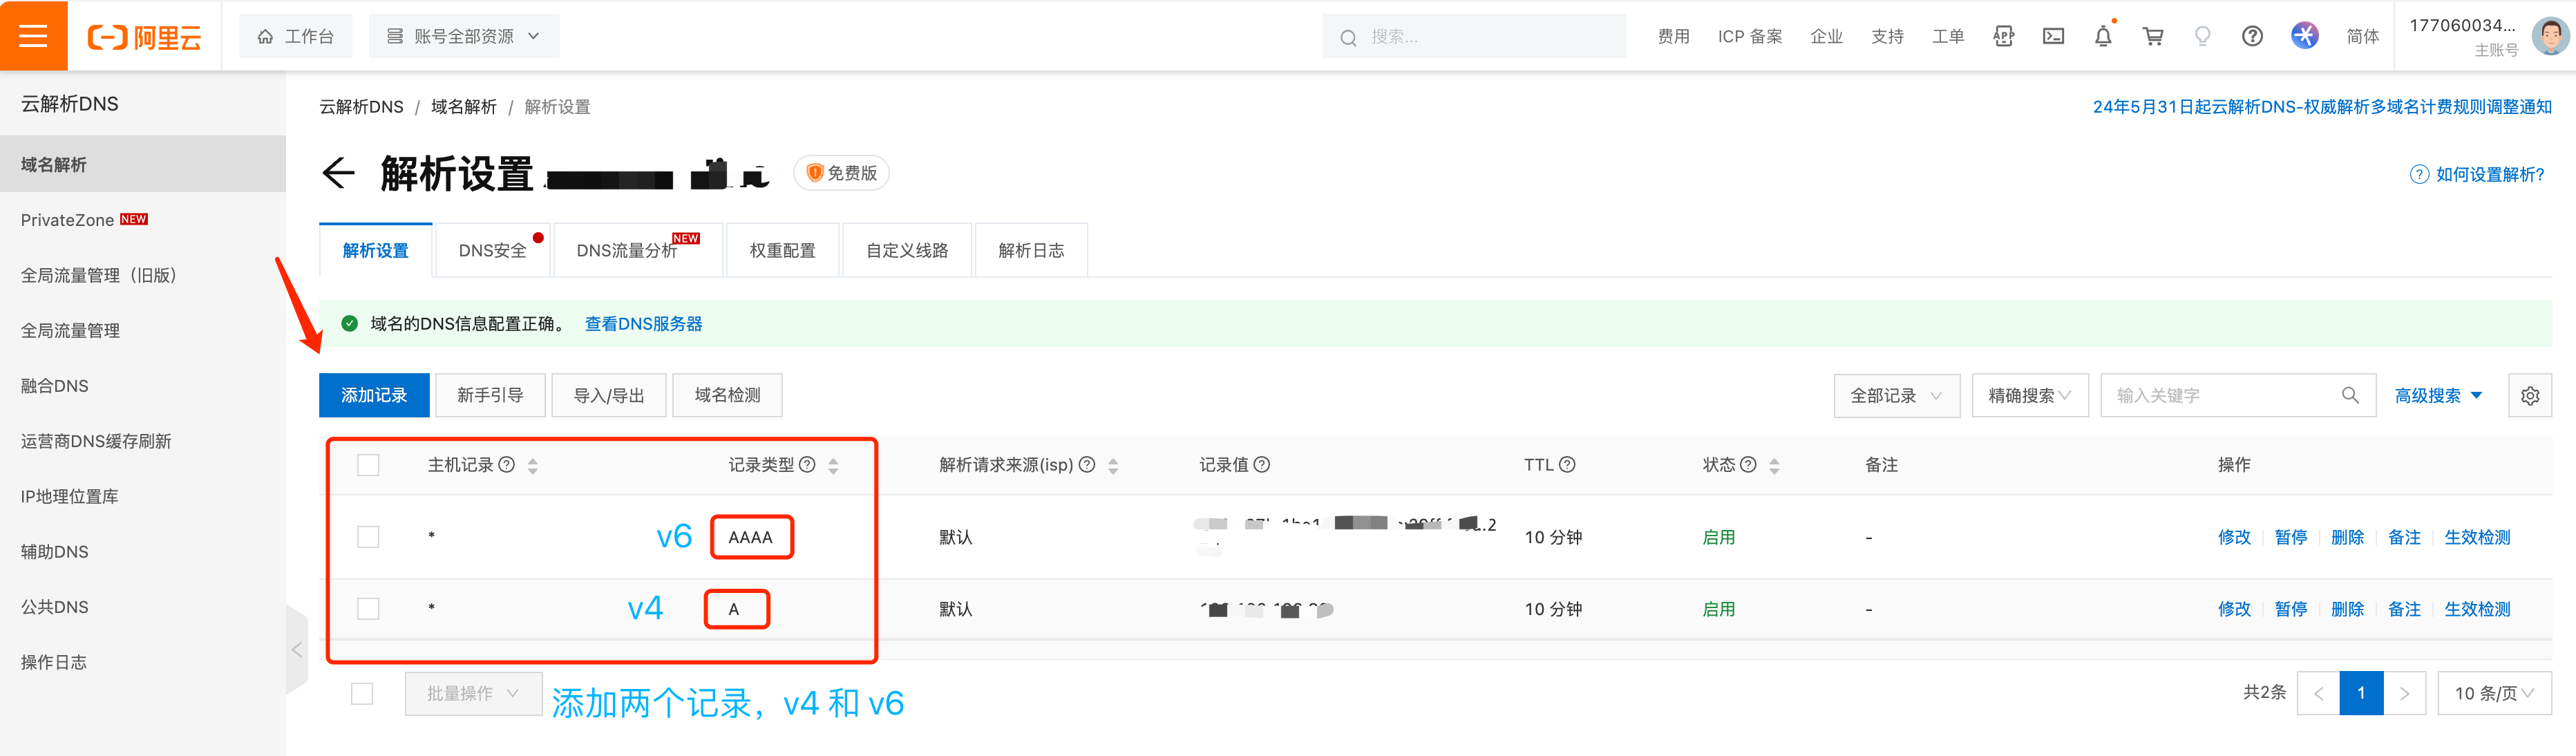 阿里云
工作台
账号全部资源
搜索...
费用
ICP 备案
企业
支持
工单
APP
简体
177060034...
主账号
云解析DNS
域名解析
PrivateZone NEW
全局流量管理（旧版）
全局流量管理
融合DNS
运营商DNS缓存刷新
IP地理位置库
辅助DNS
公共DNS
操作日志
云解析DNS / 域名解析 / 解析设置
24年5月31日起云解析DNS-权威解析多域名计费规则调整通知
解析设置
免费版
如何设置解析?
解析设置
DNS安全
DNS流量分析 NEW
权重配置
自定义线路
解析日志
域名的DNS信息配置正确。 查看DNS服务器
添加记录
新手引导
导入/导出
域名检测
全部记录
精确搜索
输入关键字
高级搜索
主机记录 记录类型 解析请求来源(isp) 记录值 TTL 状态 备注 操作
* v6 AAAA 默认 10 分钟 启用 - 修改 暂停 删除 备注 生效检测
* v4 A 默认 10 分钟 启用 - 修改 暂停 删除 备注 生效检测
批量操作
添加两个记录，v4 和 v6
共2条
1
10 条/页